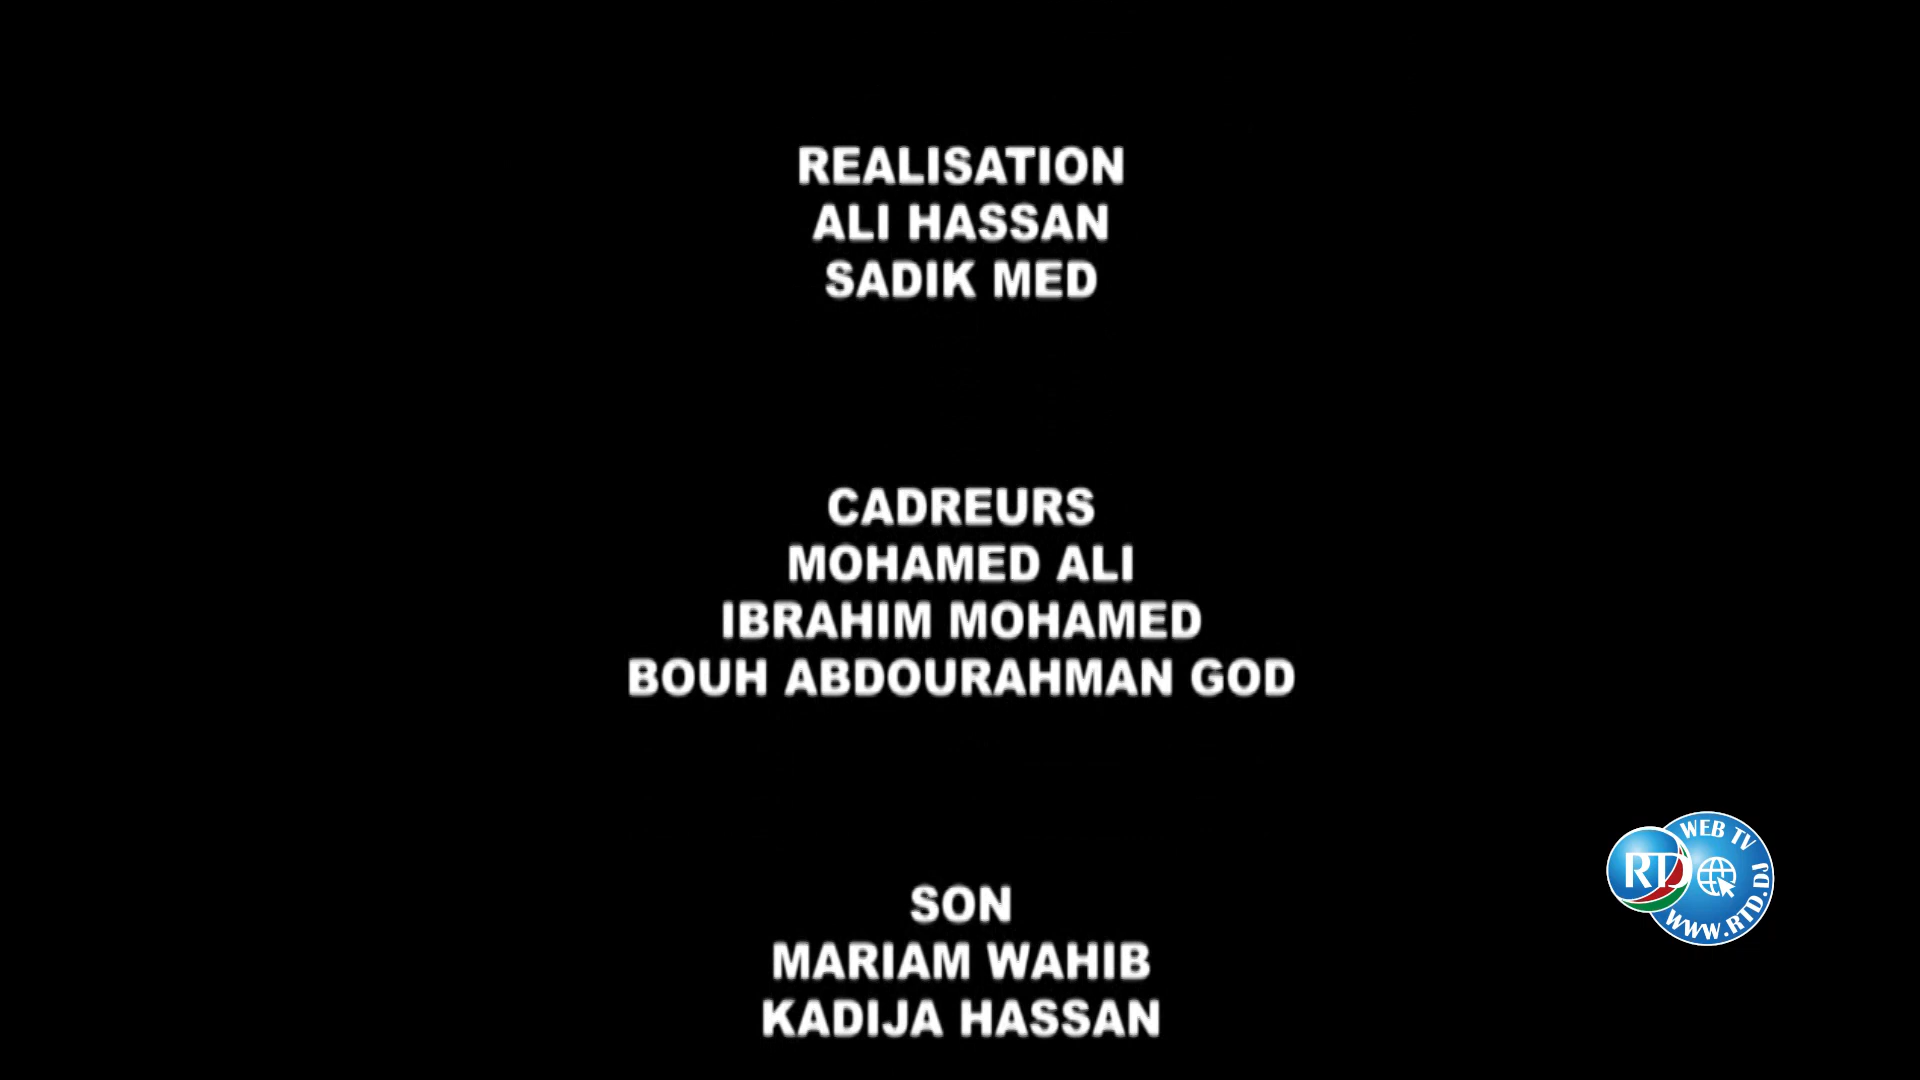 REALISATION
ALI HASSAN
SADIK MED
CADREURS
MOHAMED ALI
IBRAHIM MOHAMED
BOUH ABDOURAHMAN GOD
SON
MARIAM WAHIB
KADIJA HASSAN
RTD
WEB TV
WWW.RTD.DJ